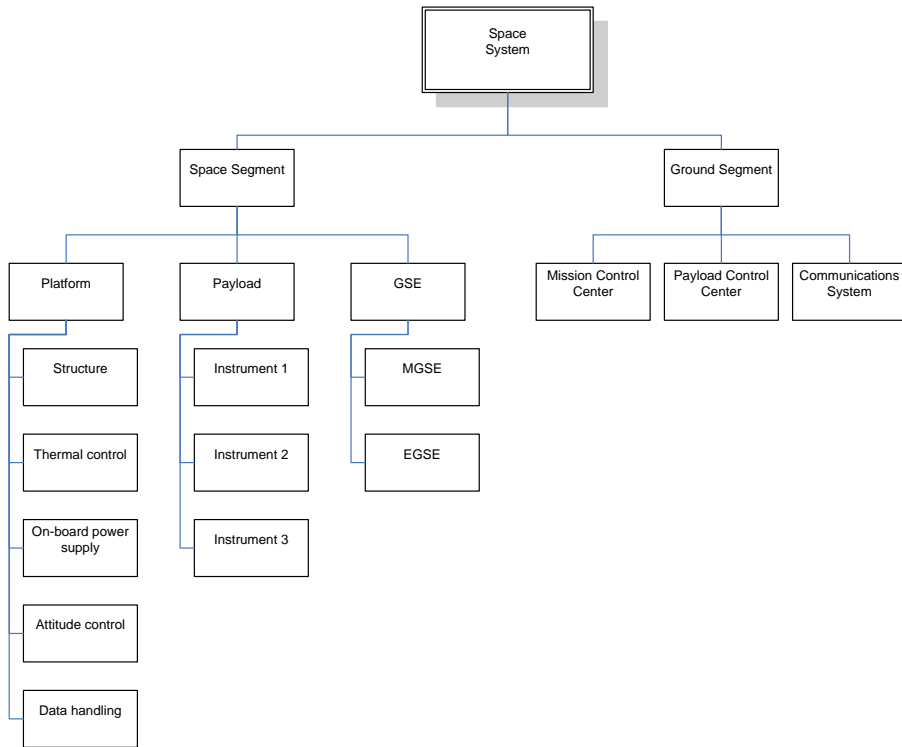 Space
System
Space Segment
Ground Segment
Platform
Payload
GSE
Mission Control
Center
Payload Control
Center
Communications
System
Structure
Instrument 1
MGSE
Thermal control
Instrument 2
EGSE
On-board power
supply
Instrument 3
Attitude control
Data handling